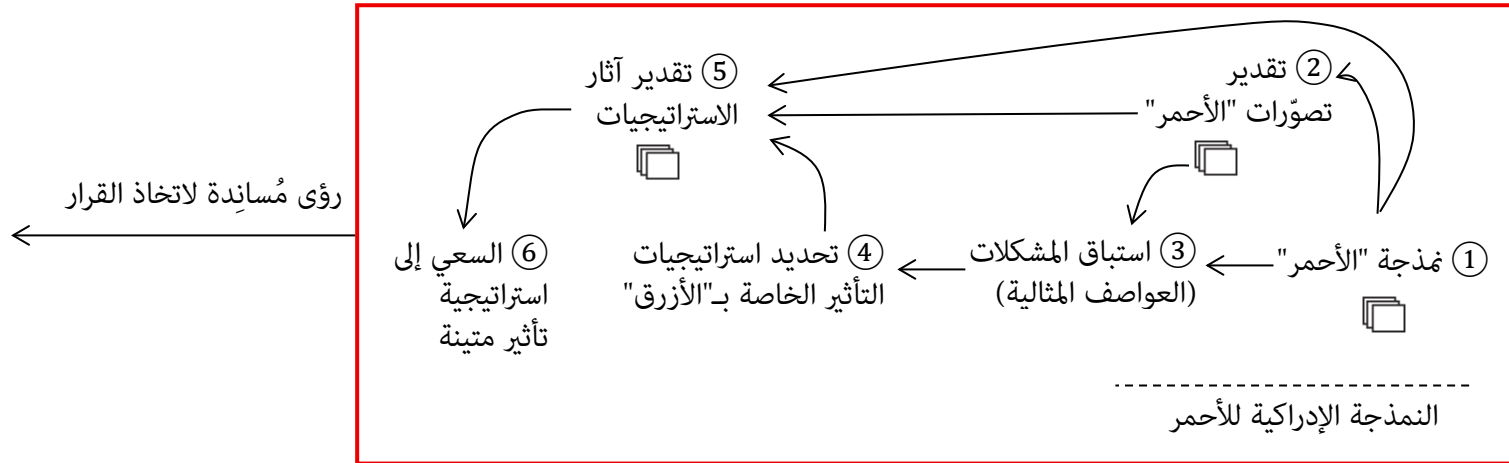 ① نمذجة "الأحمر"
② تقدير
تصوّرات "الأحمر"
③ استباق المشكلات
(العواصف المثالية)
④ تحديد استراتيجيات
التأثير الخاصة بـ"الأزرق"
⑤ تقدير آثار
الاستراتيجيات
⑥ السعي إلى
استراتيجية
تأثير متينة
رؤى مُسانِدة لاتخاذ القرار
النمذجة الإدراكية للأحمر